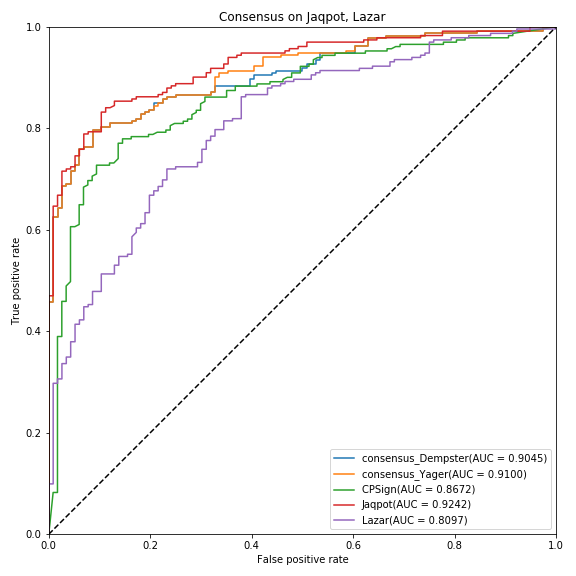 Consensus on Jaqpot, Lazar
1.0
0.8
0.6
0.4
0.2
0.0
True positive rate
consensus_Dempster(AUC = 0.9045)
consensus_Yager(AUC = 0.9100)
CPSign(AUC = 0.8672)
Jaqpot(AUC = 0.9242)
Lazar(AUC = 0.8097)
0.0 0.2 0.4 0.6 0.8 1.0
False positive rate